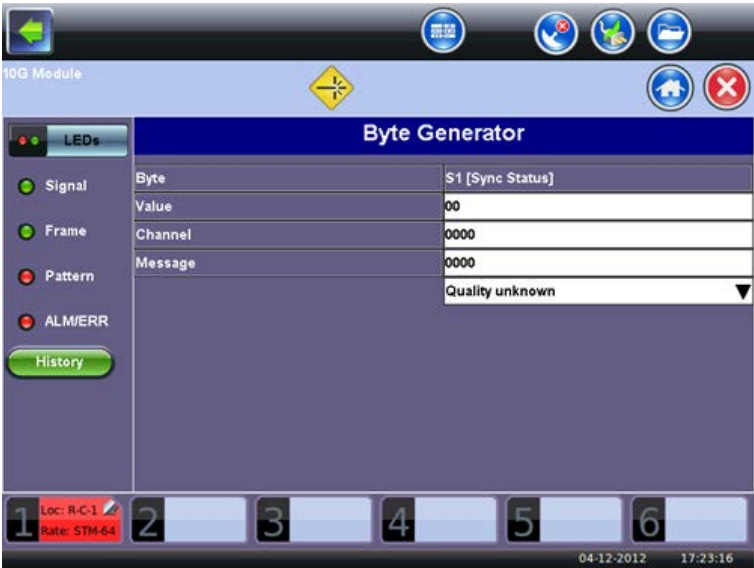 10G Module
LEDs
Byte Generator
Signal
Frame
Pattern
ALM/ERR
History
Byte S1 [Sync Status]
Value 00
Channel 0000
Message 0000
Quality unknown
1 Loc: R-C-1 Rate: STM-64
2
3
4
5
6
04-12-2012 17:23:16